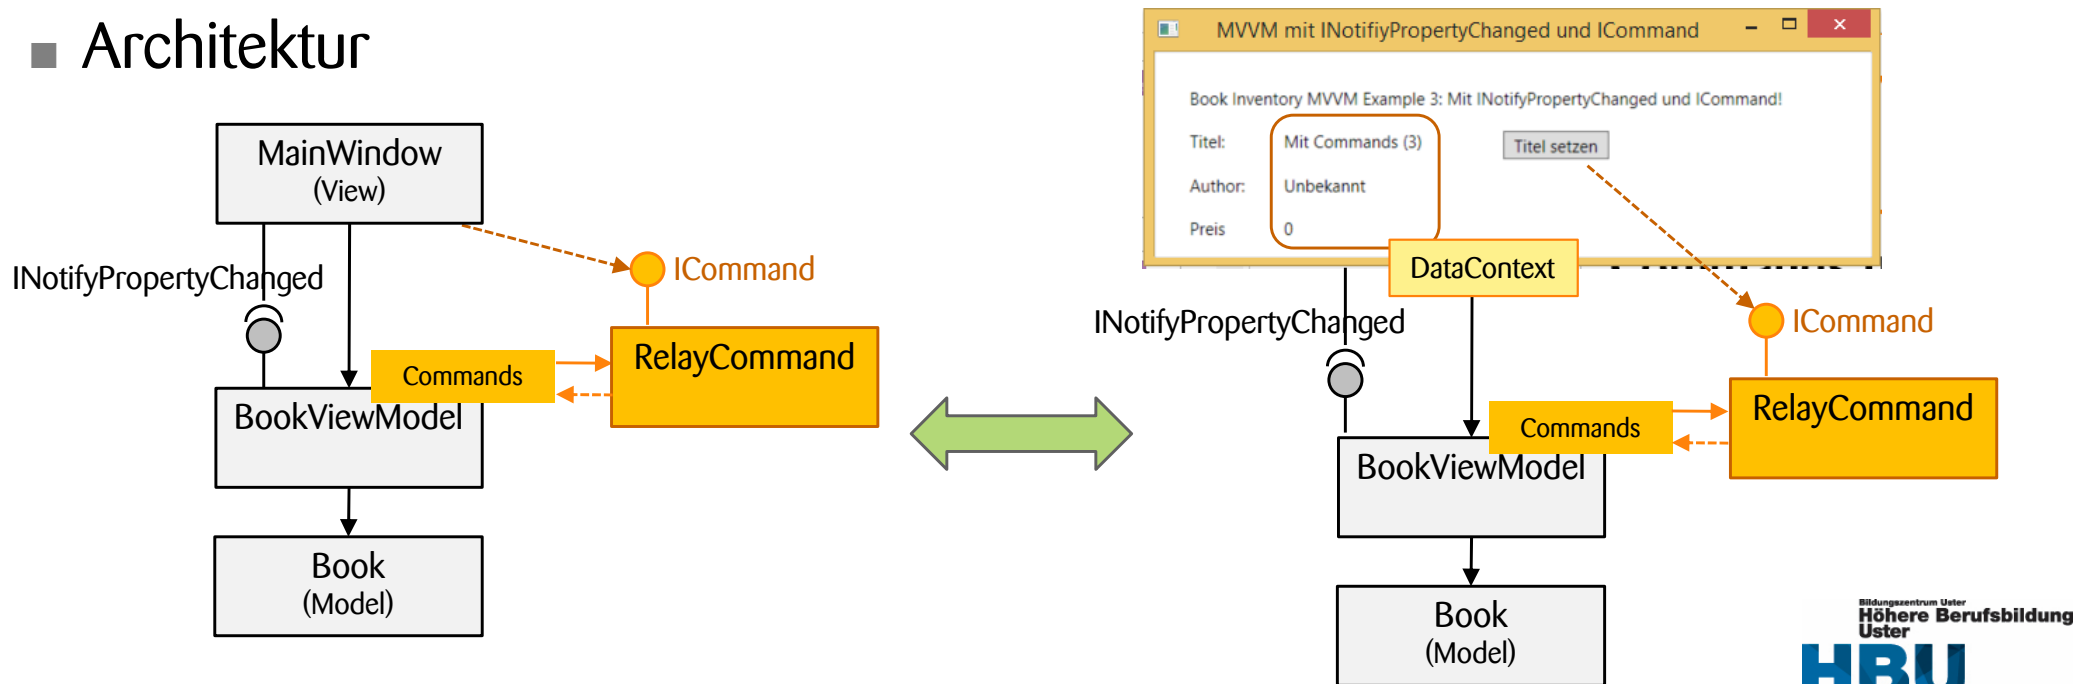 Architektur
MainWindow
(View)
INotifyPropertyChanged
ICommand
Commands
RelayCommand
BookViewModel
Book
(Model)
MVVM mit INotifiyPropertyChanged und ICommand
Book Inventory MVVM Example 3: Mit INotifyPropertyChanged und ICommand!
Titel: Mit Commands (3) Titel setzen
Author: Unbekannt
Preis 0
DataContext
INotifyPropertyChanged
ICommand
Commands
RelayCommand
BookViewModel
Book
(Model)
Bildungszentrum Uster
Höhere Berufsbildung
Uster
HBU